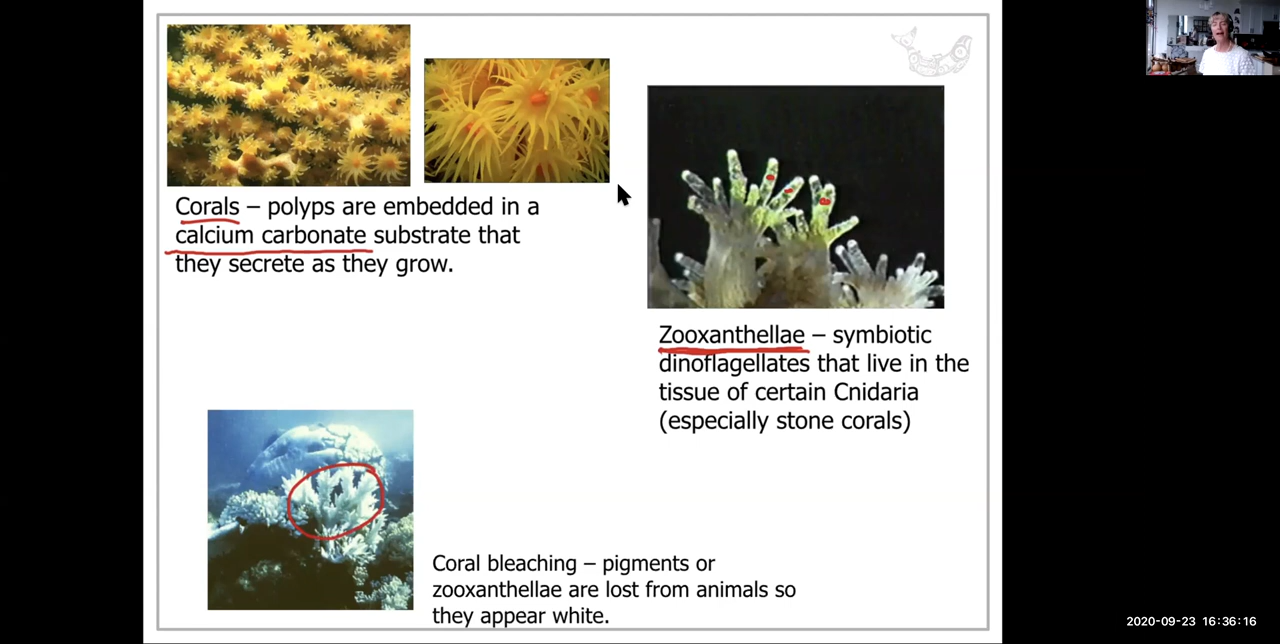 Corals – polyps are embedded in a
calcium carbonate substrate that
they secrete as they grow.
Zooxanthellae – symbiotic
dinoflagellates that live in the
tissue of certain Cnidaria
(especially stone corals)
Coral bleaching – pigments or
zooxanthellae are lost from animals so
they appear white.
2020-09-23 16:36:16